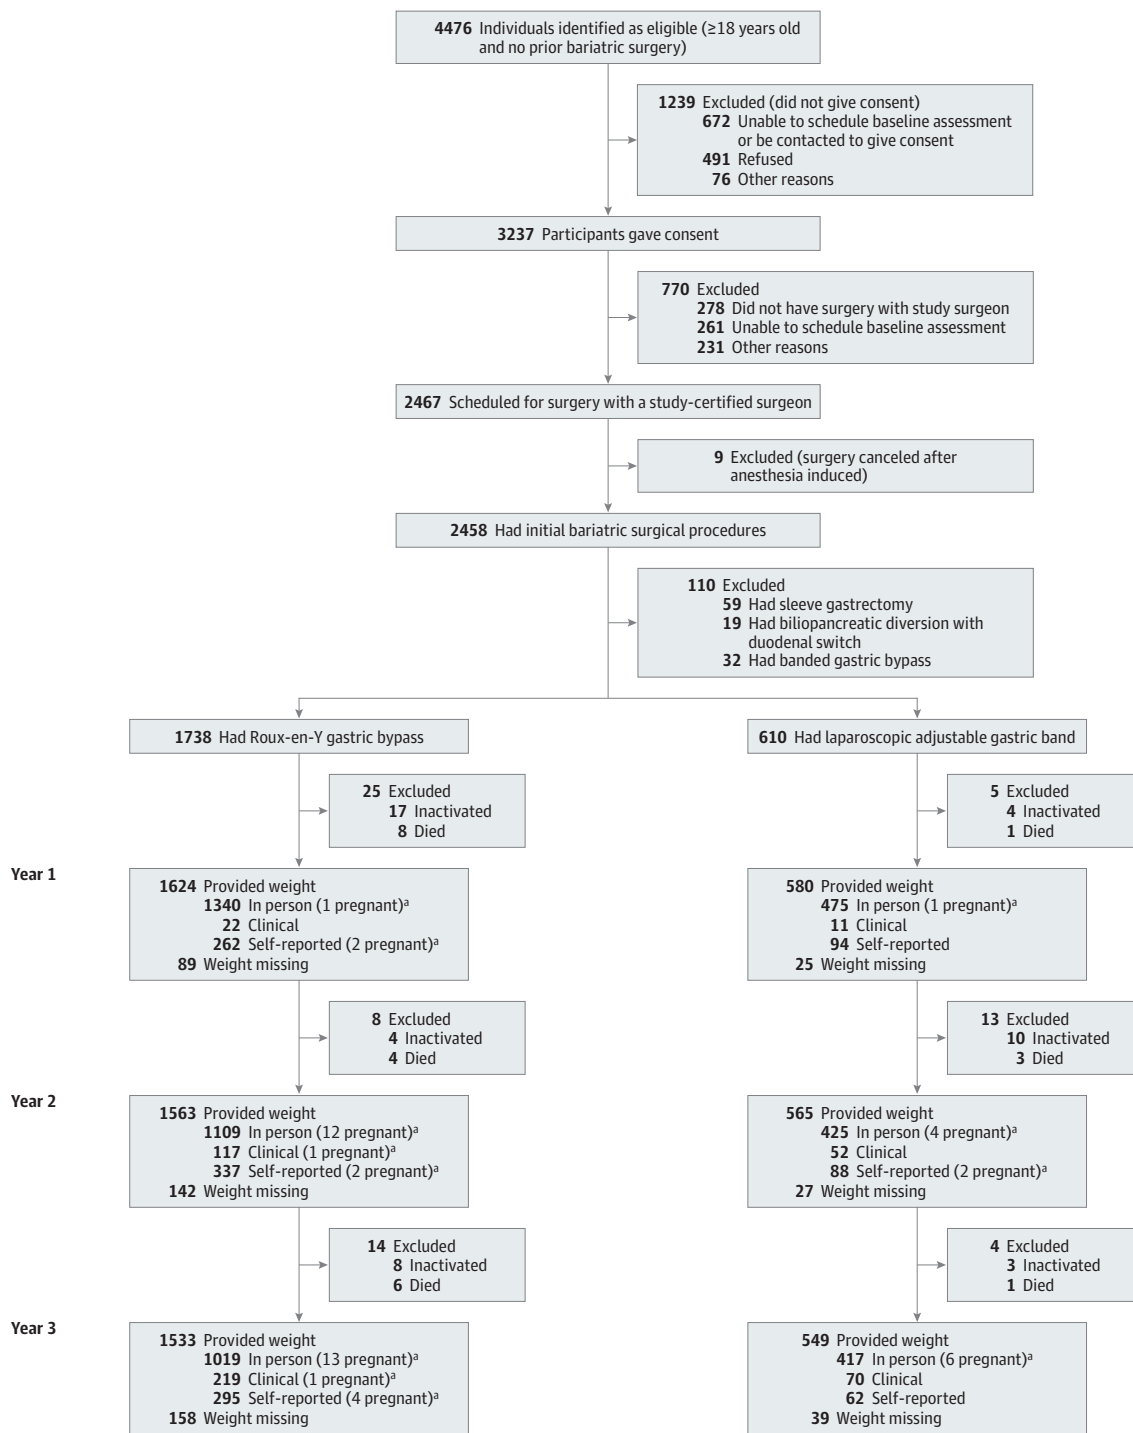 4476 Individuals identified as eligible (≥18 years old
and no prior bariatric surgery)
1239 Excluded (did not give consent)
672 Unable to schedule baseline assessment
or be contacted to give consent
491 Refused
76 Other reasons
3237 Participants gave consent
770 Excluded
278 Did not have surgery with study surgeon
261 Unable to schedule baseline assessment
231 Other reasons
2467 Scheduled for surgery with a study-certified surgeon
9 Excluded (surgery canceled after
anesthesia induced)
2458 Had initial bariatric surgical procedures
110 Excluded
59 Had sleeve gastrectomy
19 Had biliopancreatic diversion with
duodenal switch
32 Had banded gastric bypass
1738 Had Roux-en-Y gastric bypass
610 Had laparoscopic adjustable gastric band
25 Excluded
17 Inactivated
8 Died
5 Excluded
4 Inactivated
1 Died
Year 1
1624 Provided weight
1340 In person (1 pregnant)a
22 Clinical
262 Self-reported (2 pregnant)a
89 Weight missing
580 Provided weight
475 In person (1 pregnant)a
11 Clinical
94 Self-reported
25 Weight missing
8 Excluded
4 Inactivated
4 Died
13 Excluded
10 Inactivated
3 Died
Year 2
1563 Provided weight
1109 In person (12 pregnant)a
117 Clinical (1 pregnant)a
337 Self-reported (2 pregnant)a
142 Weight missing
565 Provided weight
425 In person (4 pregnant)a
52 Clinical
88 Self-reported (2 pregnant)a
27 Weight missing
14 Excluded
8 Inactivated
6 Died
4 Excluded
3 Inactivated
1 Died
Year 3
1533 Provided weight
1019 In person (13 pregnant)a
219 Clinical (1 pregnant)a
295 Self-reported (4 pregnant)a
158 Weight missing
549 Provided weight
417 In person (6 pregnant)a
70 Clinical
62 Self-reported
39 Weight missing